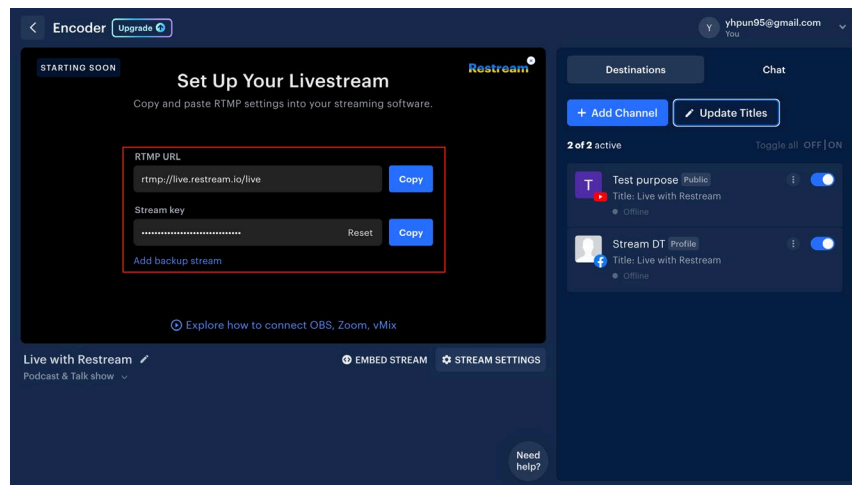 Encoder Upgrade
Y yhpun95@gmail.com
You
STARTING SOON
Restream
Set Up Your Livestream
Copy and paste RTMP settings into your streaming software.
RTMP URL
rtmp://live.restream.io/live Copy
Stream key
•••••••••••••••••••••••••••••• Reset Copy
Add backup stream
Explore how to connect OBS, Zoom, vMix
Live with Restream
EMBED STREAM STREAM SETTINGS
Podcast & Talk show
Need
help?
Destinations Chat
+ Add Channel Update Titles
2 of 2 active Toggle all OFF|ON
T Test purpose Public
Title: Live with Restream
Offline
Stream DT Profile
Title: Live with Restream
Offline